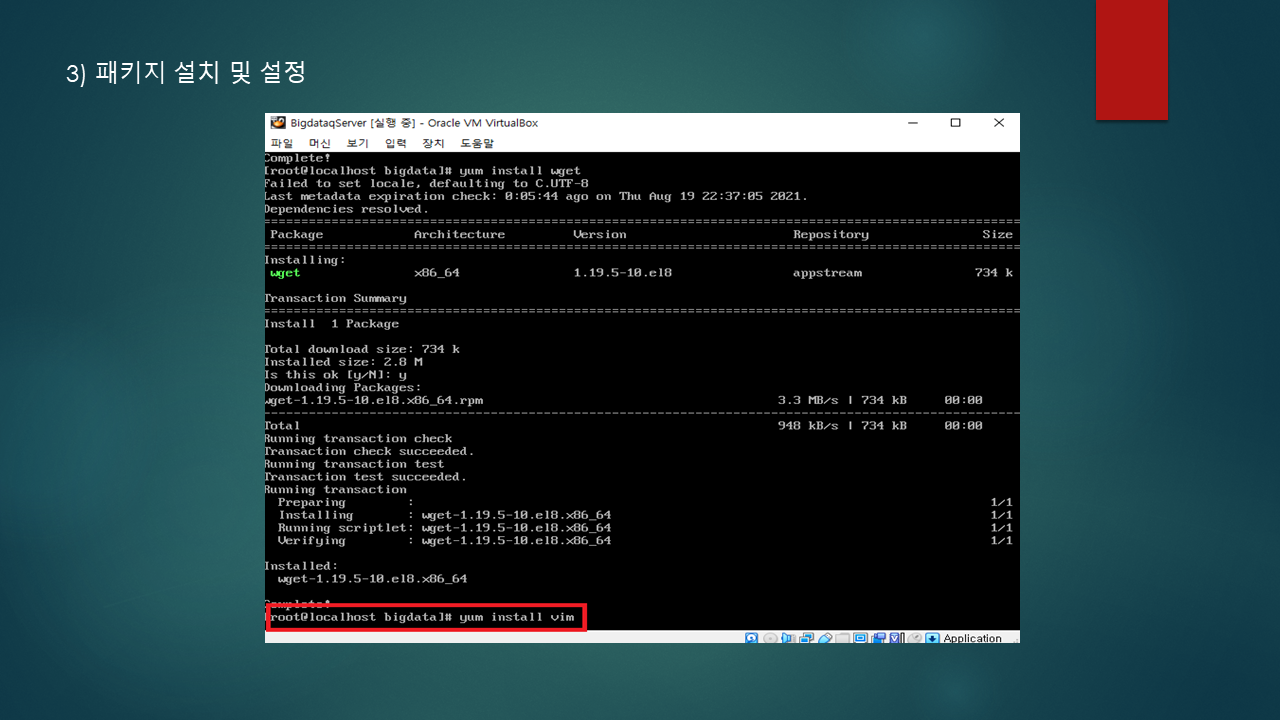 3) 패키지 설치 및 설정
BigdataqServer [실행 중] - Oracle VM VirtualBox
파일 머신 보기 입력 장치 도움말
Complete!
[root@localhost bigdata]# yum install wget
Failed to set locale, defaulting to C.UTF-8
Last metadata expiration check: 0:05:44 ago on Thu Aug 19 22:37:05 2021.
Dependencies resolved.
================================================================================
Package Architecture Version Repository Size
================================================================================
Installing:
wget x86_64 1.19.5-10.el8 appstream 734 k
Transaction Summary
================================================================================
Install 1 Package
Total download size: 734 k
Installed size: 2.8 M
Is this ok [y/N]: y
Downloading Packages:
wget-1.19.5-10.el8.x86_64.rpm 3.3 MB/s | 734 kB 00:00
--------------------------------------------------------------------------------
Total 948 kB/s | 734 kB 00:00
Running transaction check
Transaction check succeeded.
Running transaction test
Transaction test succeeded.
Running transaction
Preparing : 1/1
Installing : wget-1.19.5-10.el8.x86_64 1/1
Running scriptlet: wget-1.19.5-10.el8.x86_64 1/1
Verifying : wget-1.19.5-10.el8.x86_64 1/1
Installed:
wget-1.19.5-10.el8.x86_64
Complete!
[root@localhost bigdata]# yum install vim
Application